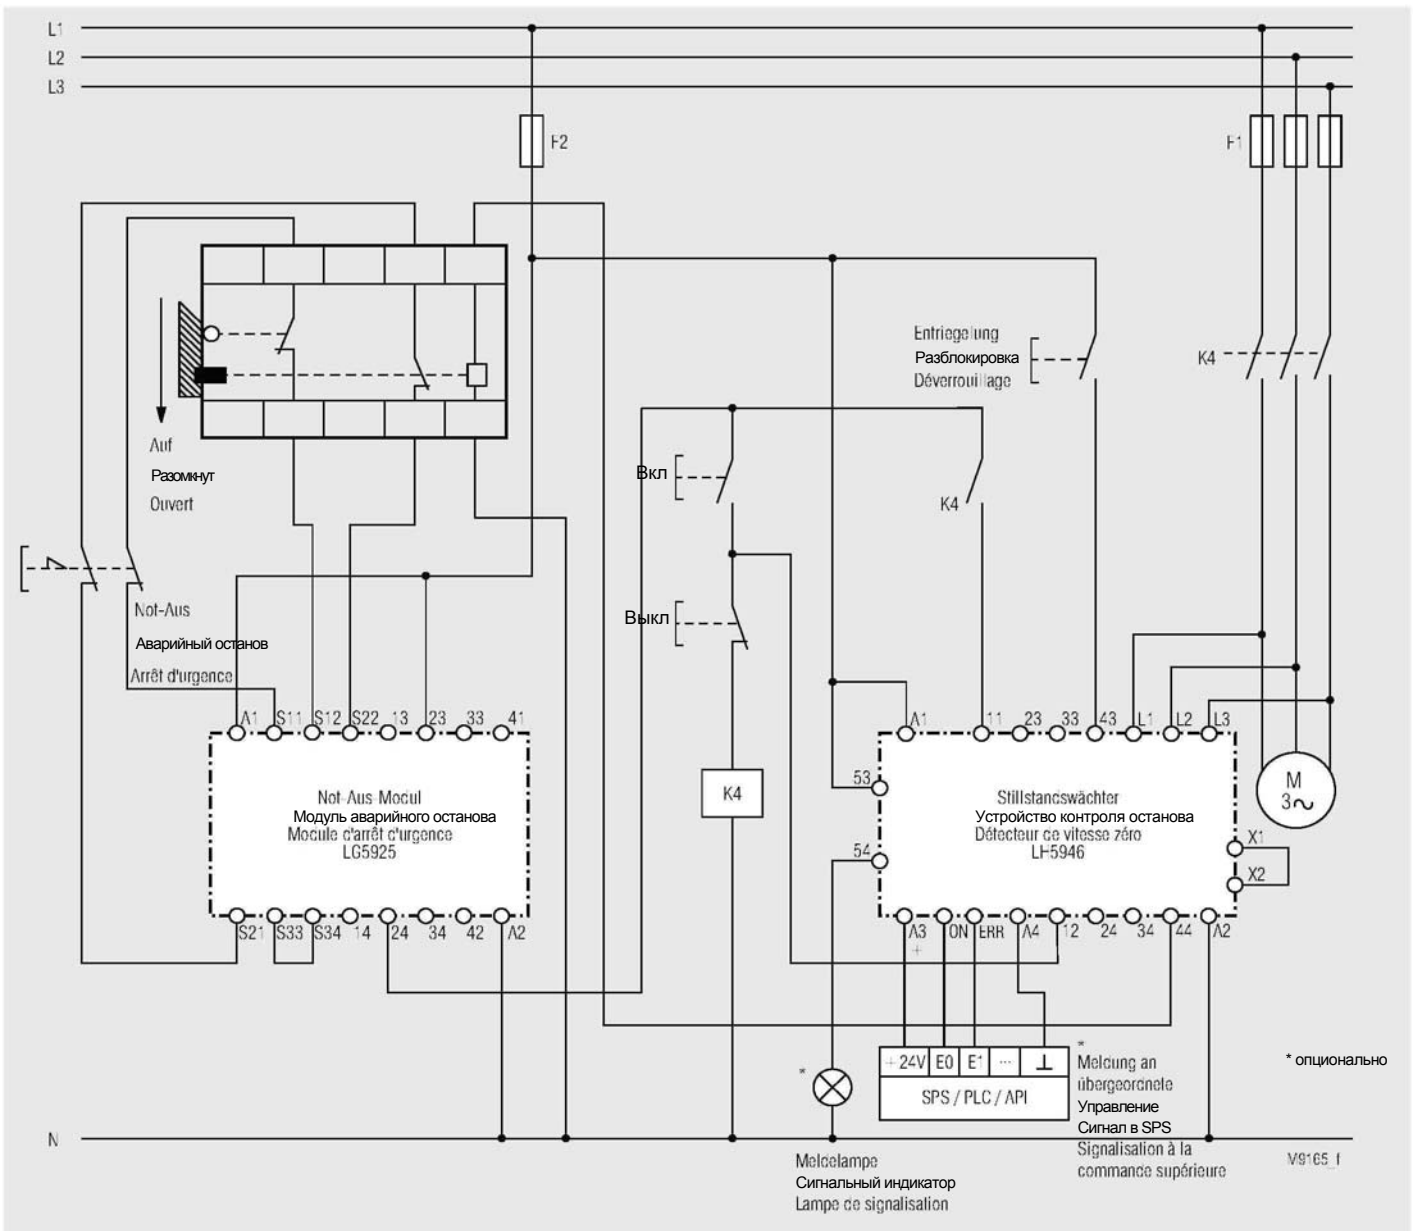 L1
L2
L3
F2
F1
Entriegelung
Разблокировка
Déverrouillage
K4
Auf
Разомкнут
Ouvert
Вкл
K4
Not-Aus
Аварийный останов
Arrêt d'urgence
Выкл
A1 S11 S12 S22 13 23 33 41
Not-Aus-Modul
Модуль аварийного останова
Module d'arrêt d'urgence
LG5925
S21 S33 S34 14 24 34 42 A2
K4
A1 11 23 33 43 L1 L2 L3
53
54
Stillstandswächter
Устройство контроля останова
Détecteur de vitesse zéro
LH5946
X1
X2
M
3~
A3 ON ERR A4 12 24 34 44 A2
+
+ 24V E0 E1 ... ⊥
SPS / PLC / API
*
Meldung an
übergeordnele
Управление
Сигнал в SPS
Signalisation à la
commande supérieure
* опционально
*
N
Meldelampe
Сигнальный индикатор
Lampe de signalisation
M9165_f